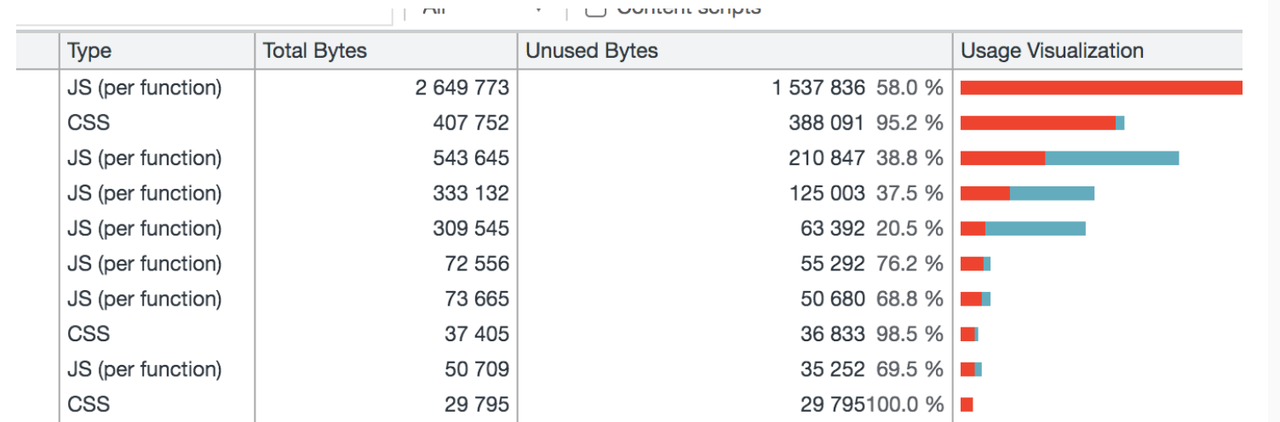 All Content scripts
Type Total Bytes Unused Bytes Usage Visualization
JS (per function) 2 649 773 1 537 836 58.0 %
CSS 407 752 388 091 95.2 %
JS (per function) 543 645 210 847 38.8 %
JS (per function) 333 132 125 003 37.5 %
JS (per function) 309 545 63 392 20.5 %
JS (per function) 72 556 55 292 76.2 %
JS (per function) 73 665 50 680 68.8 %
CSS 37 405 36 833 98.5 %
JS (per function) 50 709 35 252 69.5 %
CSS 29 795 29 795100.0 %